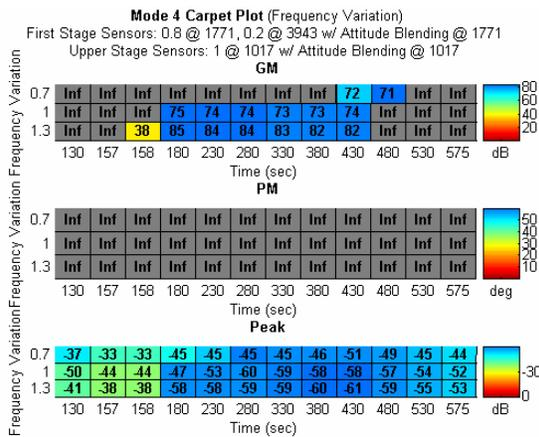 Mode 4 Carpet Plot (Frequency Variation)
First Stage Sensors: 0.8 @ 1771, 0.2 @ 3943 w/ Attitude Blending @ 1771
Upper Stage Sensors: 1 @ 1017 w/ Attitude Blending @ 1017
GM
Frequency Variation
0.7 Inf Inf Inf Inf Inf Inf Inf Inf 72 71 Inf Inf
1 Inf Inf Inf 75 74 74 73 73 74 Inf Inf Inf
1.3 Inf Inf 38 85 84 84 83 82 82 Inf Inf Inf
130 157 158 180 230 280 330 380 430 480 530 575
Time (sec)
80
60
40
20
dB
PM
Frequency Variation
0.7 Inf Inf Inf Inf Inf Inf Inf Inf Inf Inf Inf Inf
1 Inf Inf Inf Inf Inf Inf Inf Inf Inf Inf Inf Inf
1.3 Inf Inf Inf Inf Inf Inf Inf Inf Inf Inf Inf Inf
130 157 158 180 230 280 330 380 430 480 530 575
Time (sec)
50
40
30
20
10
deg
Peak
Frequency Variation
0.7 -37 -33 -33 -45 -45 -45 -45 -46 -51 -49 -45 -44
1 -50 -44 -44 -47 -53 -60 -59 -58 -58 -57 -54 -52
1.3 -41 -38 -38 -58 -58 -59 -59 -60 -61 -59 -55 -53
130 157 158 180 230 280 330 380 430 480 530 575
Time (sec)
-30
0
dB